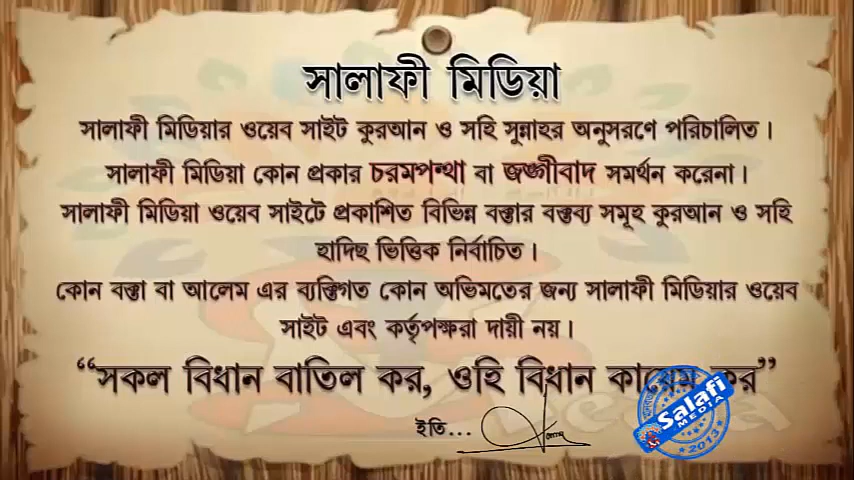 সালাফী মিডিয়া
সালাফী মিডিয়ার ওয়েব সাইট কুরআন ও সহি সুন্নাহর অনুসরণে পরিচালিত।
সালাফী মিডিয়া কোন প্রকার চরমপন্থা বা জঙ্গীবাদ সমর্থন করেনা।
সালাফী মিডিয়া ওয়েব সাইটে প্রকাশিত বিভিন্ন বক্তার বক্তব্য সমূহ কুরআন ও সহি
হাদিছ ভিত্তিক নির্বাচিত।
কোন বক্তা বা আলেম এর ব্যক্তিগত কোন অভিমতের জন্য সালাফী মিডিয়ার ওয়েব
সাইট এবং কর্তৃপক্ষরা দায়ী নয়।
“সকল বিধান বাতিল কর, ওহি বিধান কায়েম কর”
ইতি...
Salafi
MEDIA
2013